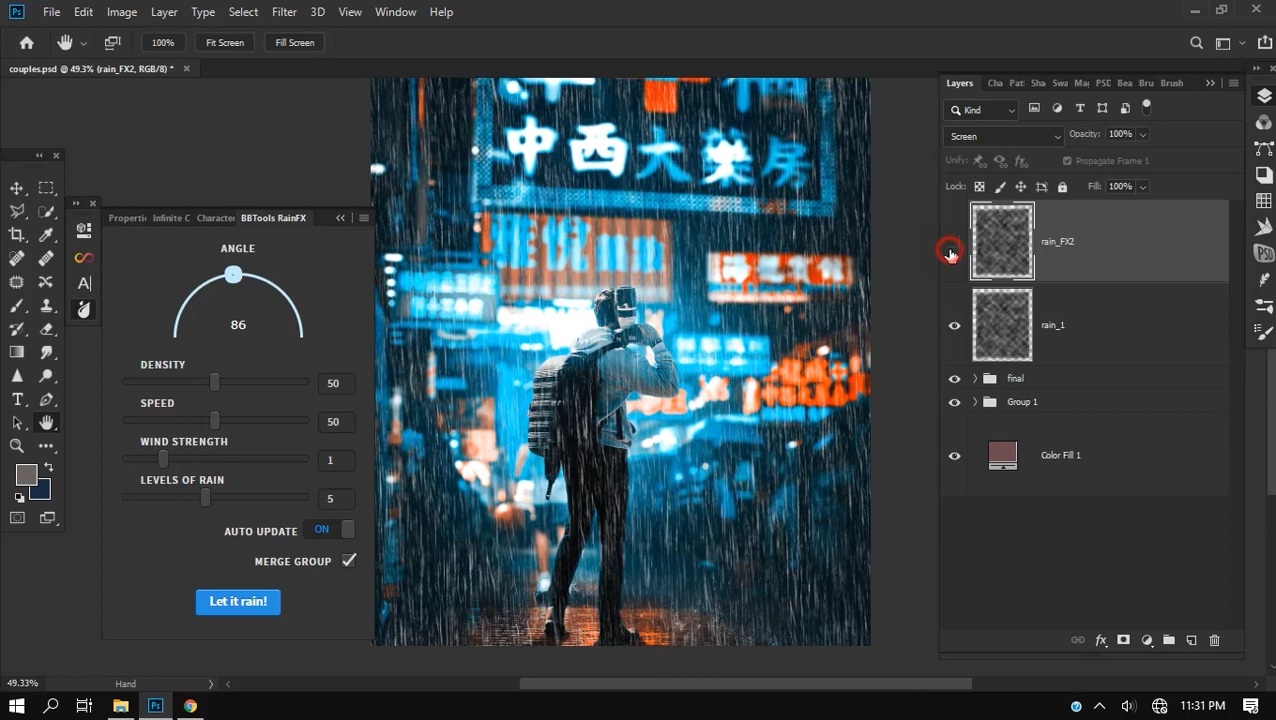 Ps File Edit Image Layer Type Select Filter 3D View Window Help
100% Fit Screen Fill Screen
couples.psd @ 49.3% (rain_FX2, RGB/8) *
Properti Infinite C Character BBTools RainFX
ANGLE
86
DENSITY
50
SPEED
50
WIND STRENGTH
1
LEVELS OF RAIN
5
AUTO UPDATE ON
MERGE GROUP
Let it rain!
中西大藥房
Layers Cha Pat Sha Swa Ma PSD Bea Bru Brush
Kind
Screen Opacity: 100%
Unify: Propagate Frame 1
Lock: Fill: 100%
rain_FX2
rain_1
final
Group 1
Color Fill 1
49.33% Hand
Ps 11:31 PM